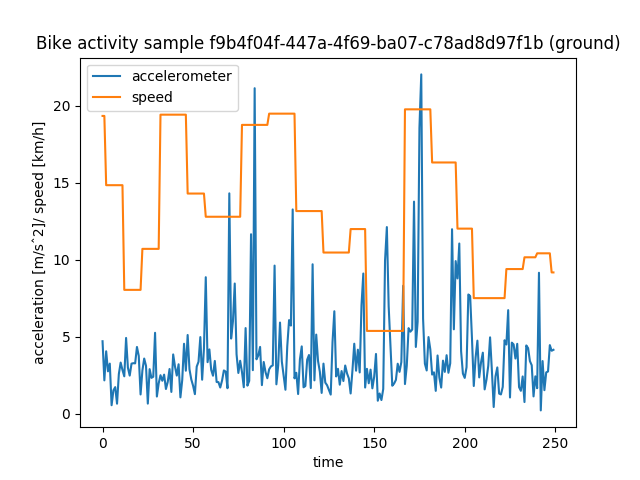 Bike activity sample f9b4f04f-447a-4f69-ba07-c78ad8d97f1b (ground)
accelerometer
speed
acceleration [m/s^2]/ speed [km/h]
20
15
10
5
0
0 50 100 150 200 250
time